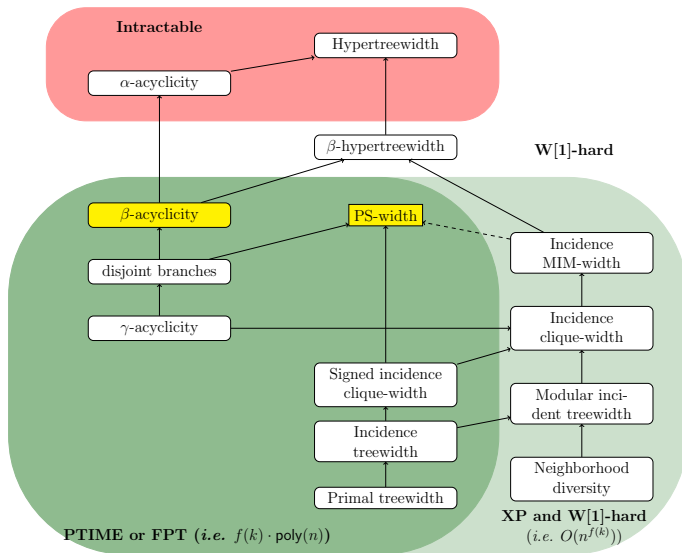 Intractable
Hypertreewidth
α-acyclicity
β-hypertreewidth
W[1]-hard
β-acyclicity
PS-width
Incidence
MIM-width
disjoint branches
γ-acyclicity
Incidence
clique-width
Signed incidence
clique-width
Modular inci-
dent treewidth
Incidence
treewidth
Neighborhood
diversity
Primal treewidth
XP and W[1]-hard
(i.e. O(n^{f(k)}))
PTIME or FPT (i.e. f(k) · poly(n))